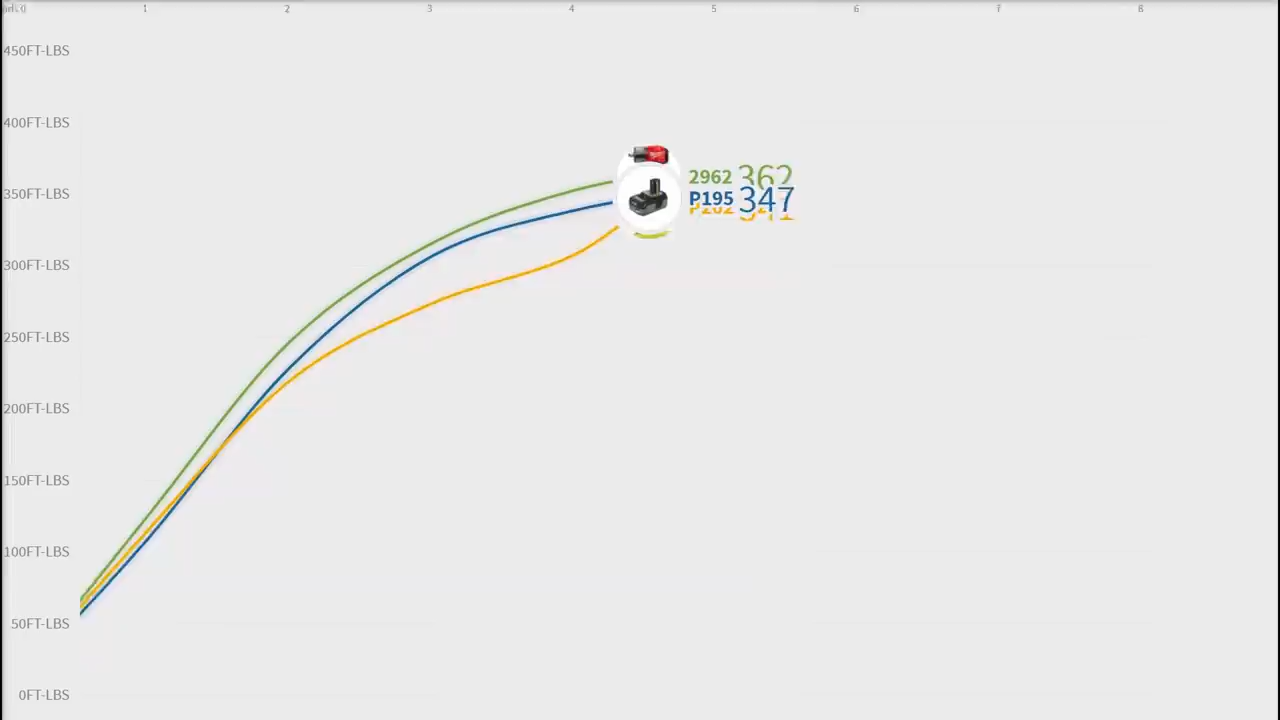 1 2 3 4 5 6 7 8
450FT-LBS
400FT-LBS
350FT-LBS
300FT-LBS
250FT-LBS
200FT-LBS
150FT-LBS
100FT-LBS
50FT-LBS
0FT-LBS
2962 362
P195 347